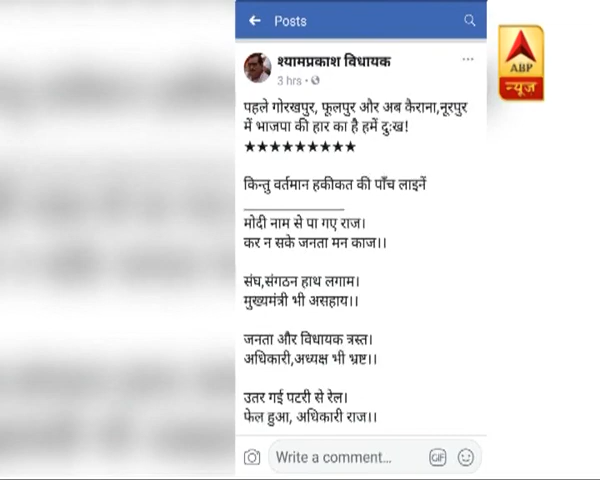 Posts
श्यामप्रकाश विधायक
3 hrs
पहले गोरखपुर, फूलपुर और अब कैराना,नूरपुर
में भाजपा की हार का है हमें दुःख!
★★★★★★★★★
किन्तु वर्तमान हकीकत की पाँच लाइनें
मोदी नाम से पा गए राज।
कर न सके जनता मन काज।।
संघ,संगठन हाथ लगाम।
मुख्यमंत्री भी असहाय।।
जनता और विधायक त्रस्त।
अधिकारी,अध्यक्ष भी भ्रष्ट।।
उतर गई पटरी से रेल।
फेल हुआ, अधिकारी राज।।
Write a comment...
GIF
ABP
न्यूज़